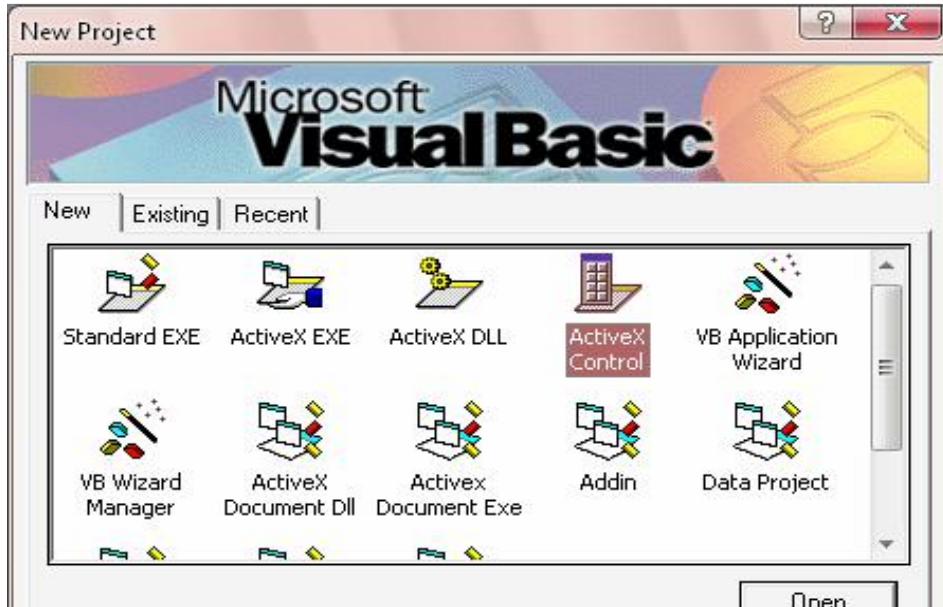 New Project
Microsoft
Visual Basic
New Existing Recent
Standard EXE ActiveX EXE ActiveX DLL ActiveX Control VB Application Wizard
VB Wizard Manager ActiveX Document Dll Activex Document Exe Addin Data Project
Open